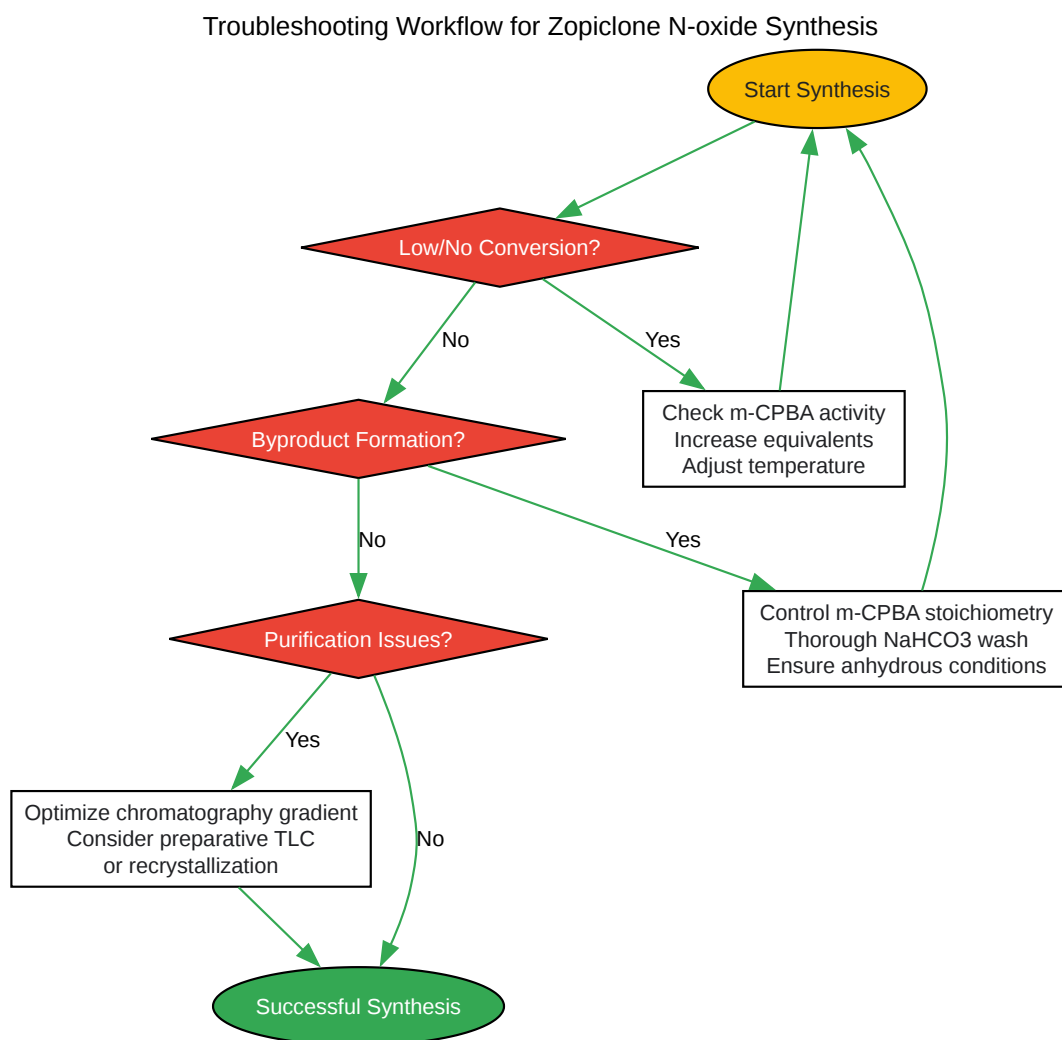 Troubleshooting Workflow for Zopiclone N-oxide Synthesis
Start Synthesis
Low/No Conversion?
No
Yes
Check m-CPBA activity
Increase equivalents
Adjust temperature
Byproduct Formation?
No
Yes
Control m-CPBA stoichiometry
Thorough NaHCO3 wash
Ensure anhydrous conditions
Purification Issues?
Yes
No
Optimize chromatography gradient
Consider preparative TLC
or recrystallization
Successful Synthesis